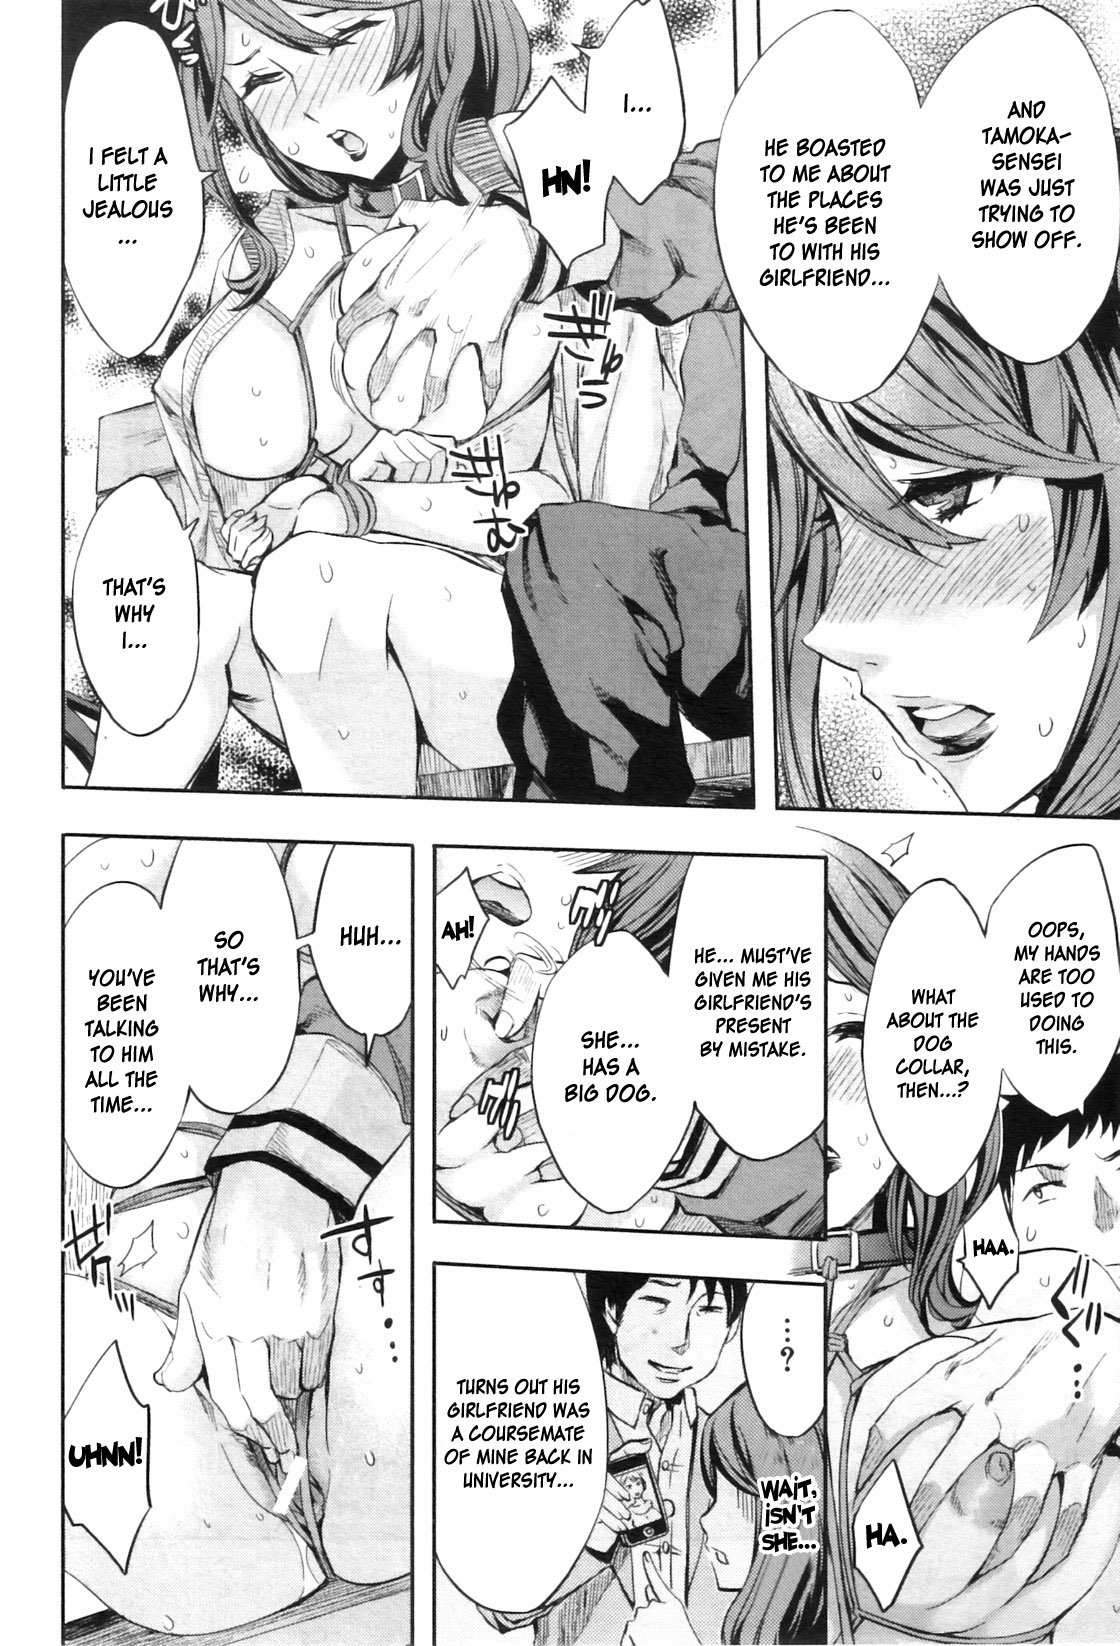 AND
TAMOKA-
SENSEI
WAS JUST
TRYING TO
SHOW OFF.
HE BOASTED
TO ME ABOUT
THE PLACES
HE'S BEEN
TO WITH HIS
GIRLFRIEND...
I...
HN!
I FELT A
LITTLE
JEALOUS
...
THAT'S
WHY
I...
OOPS,
MY HANDS
ARE TOO
USED TO
DOING
THIS.
WHAT
ABOUT THE
DOG
COLLAR,
THEN...?
HAA.
HA.
HE... MUST'VE
GIVEN ME HIS
GIRLFRIEND'S
PRESENT
BY MISTAKE.
SHE...
HAS A
BIG DOG.
AH!
...?
TURNS OUT HIS
GIRLFRIEND WAS
A COURSEMATE
OF MINE BACK IN
UNIVERSITY...
WAIT,
ISN'T
SHE...
HUH...
SO
THAT'S
WHY...
YOU'VE
BEEN
TALKING
TO HIM
ALL THE
TIME...
UHNN!